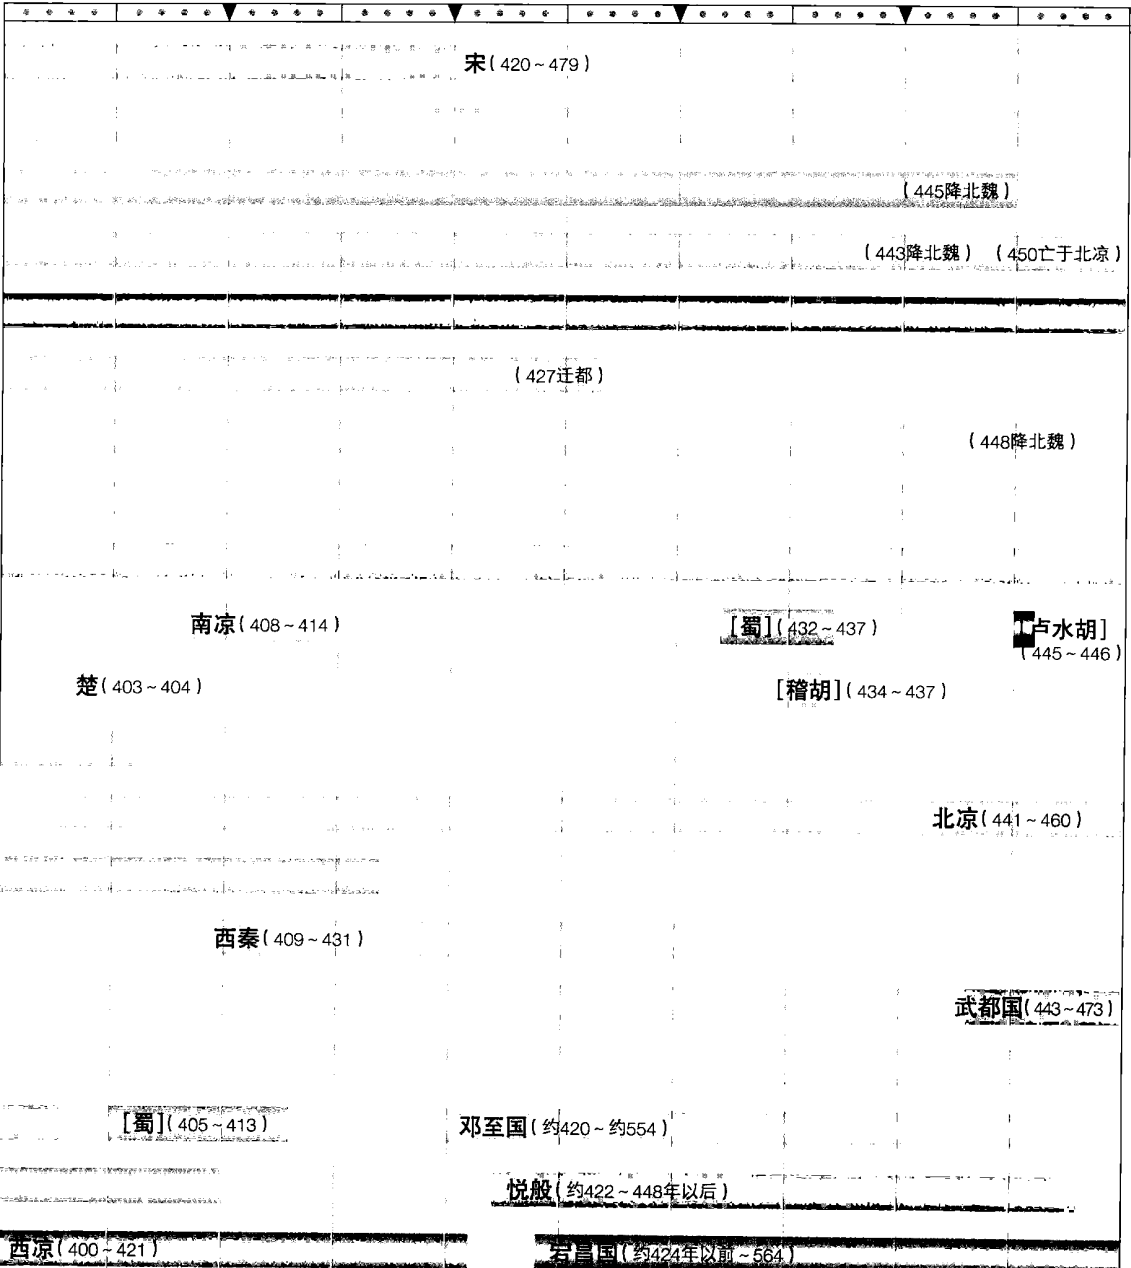 宋(420~479)
(445降北魏)
(443降北魏) (450亡于北凉)
(427迁都)
(448降北魏)
南凉(408~414) [蜀](432~437) [卢水胡]
(445~446)
楚(403~404) [稽胡](434~437)
北凉(441~460)
西秦(409~431)
武都国(443~473)
[蜀](405~413) 邓至国(约420~约554)
悦般(约422~448年以后)
西凉(400~421) 宕昌国(约424年以前~564)